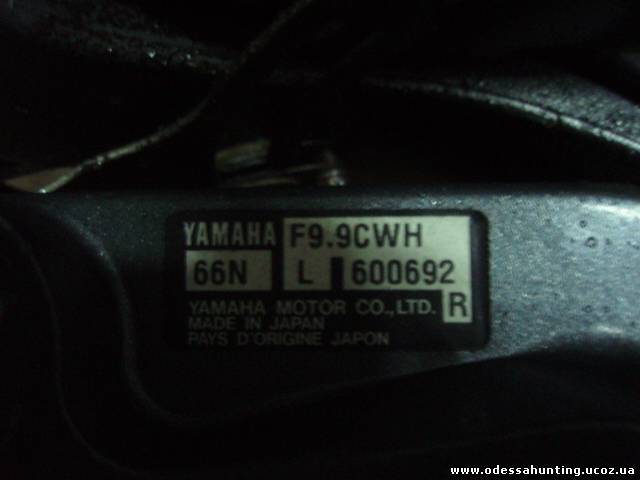 YAMAHA F9.9CWH
66N L 600692
YAMAHA MOTOR CO.,LTD. R
MADE IN JAPAN
PAYS D'ORIGINE JAPON
www.odessahunting.ucoz.ua